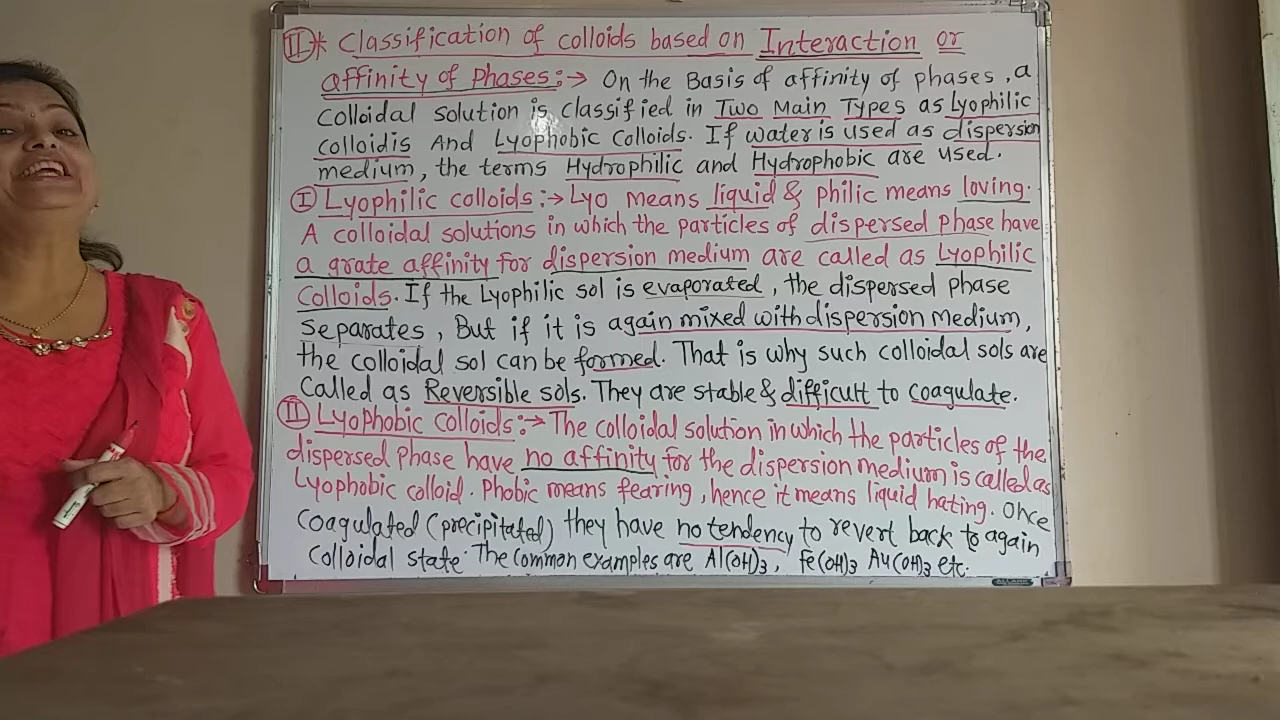 II * Classification of colloids based on Interaction or
affinity of Phases:→ On the Basis of affinity of phases, a
colloidal solution is classified in Two Main Types as Lyophilic
colloidis And Lyophobic Colloids. If water is used as dispersion
medium, the terms Hydrophilic and Hydrophobic are used.
I Lyophilic colloids:→ Lyo means liquid & philic means loving.
A colloidal solutions in which the particles of dispersed phase have
a grate affinity for dispersion medium are called as Lyophilic
Colloids. If the Lyophilic sol is evaporated, the dispersed phase
separates, But if it is again mixed with dispersion Medium,
the colloidal sol can be formed. That is why such colloidal sols are
Called as Reversible sols. They are stable & difficult to coagulate.
II Lyophobic Colloids:→ The colloidal solution in which the particles of the
dispersed Phase have no affinity for the dispersion medium is called as
Lyophobic colloid. Phobic means fearing, hence it means liquid hating. Once
Coagulated (precipitated) they have no tendency to revert back to again
colloidal state. The common examples are Al(OH)3, Fe(OH)3 Au(OH)3 etc.